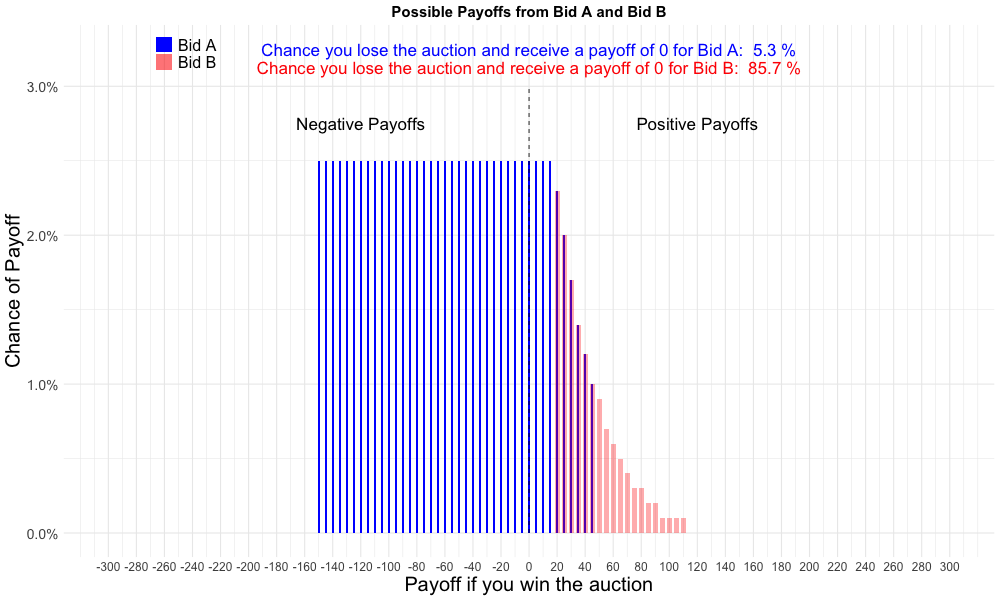 Possible Payoffs from Bid A and Bid B
Bid A
Bid B
Chance you lose the auction and receive a payoff of 0 for Bid A:  5.3 %
Chance you lose the auction and receive a payoff of 0 for Bid B:  85.7 %
3.0%
Negative Payoffs
Positive Payoffs
2.0%
Chance of Payoff
1.0%
0.0%
-300 -280 -260 -240 -220 -200 -180 -160 -140 -120 -100 -80 -60 -40 -20 0 20 40 60 80 100 120 140 160 180 200 220 240 260 280 300
Payoff if you win the auction